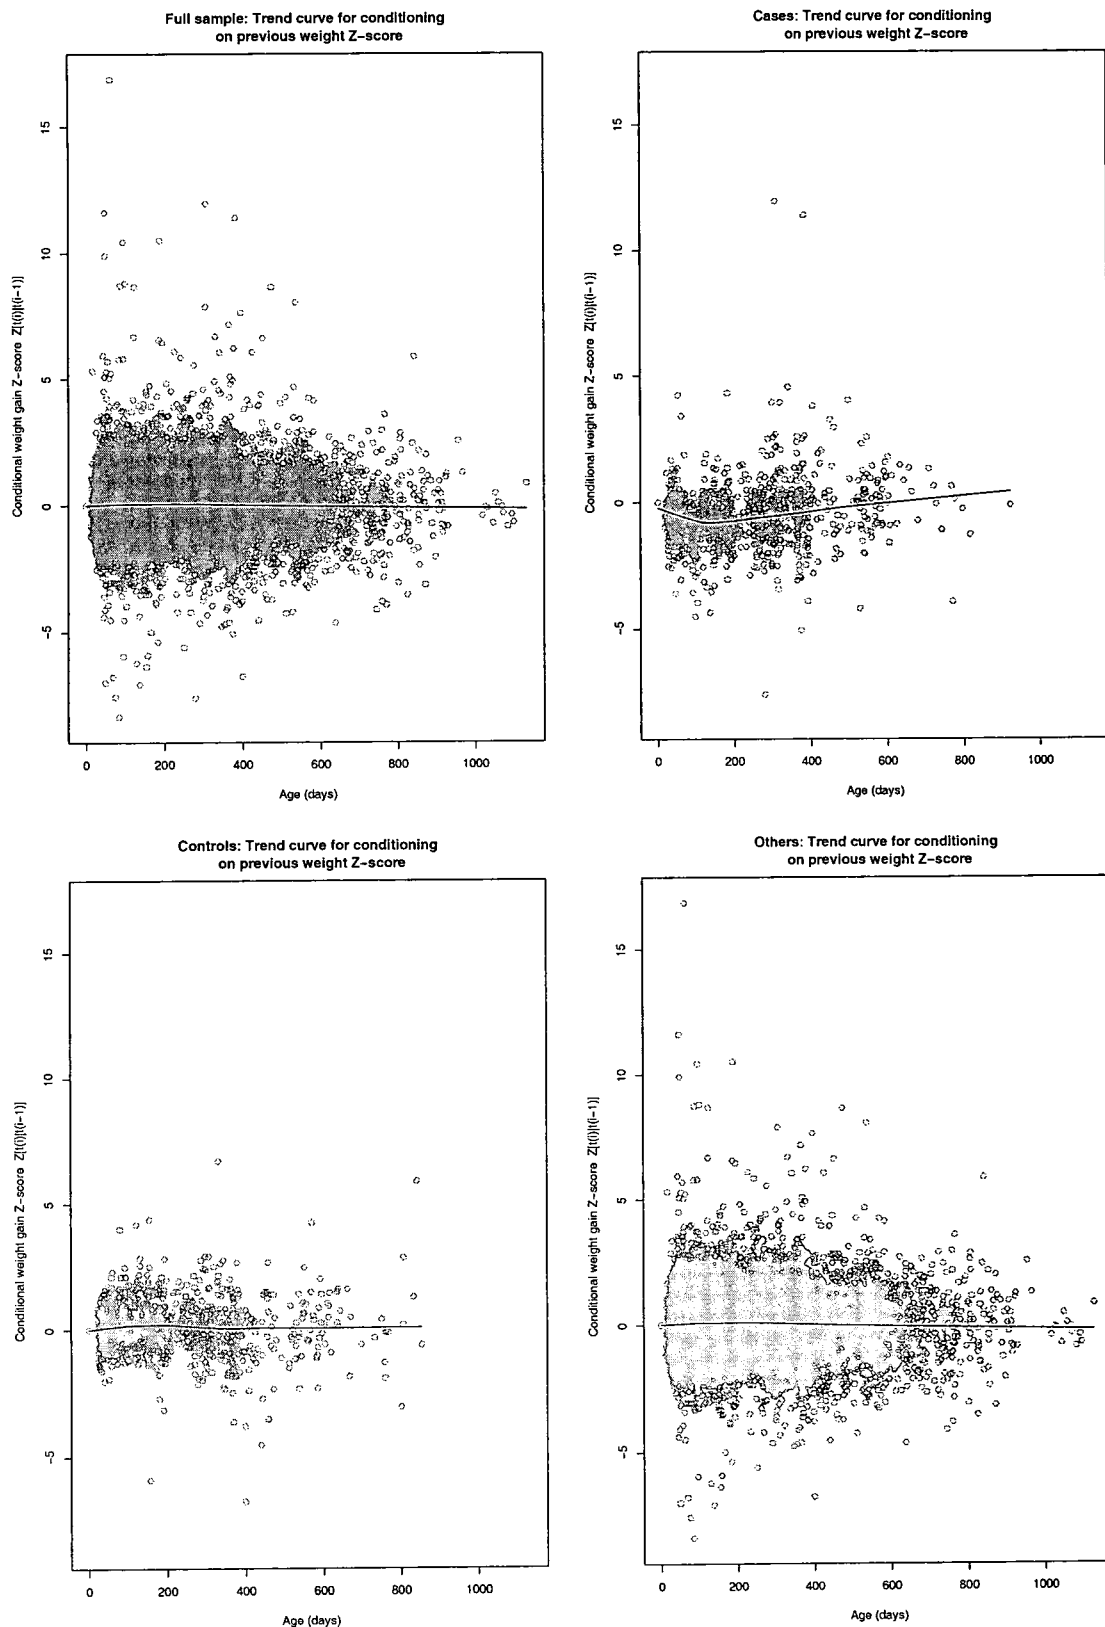 Full sample: Trend curve for conditioning
on previous weight Z-score
Conditional weight gain Z-score Z[t(i)|t(i-1)]
15
10
5
0
-5
0 200 400 600 800 1000
Age (days)
Cases: Trend curve for conditioning
on previous weight Z-score
Conditional weight gain Z-score Z[t(i)|t(i-1)]
15
10
5
0
-5
0 200 400 600 800 1000
Age (days)
Controls: Trend curve for conditioning
on previous weight Z-score
Conditional weight gain Z-score Z[t(i)|t(i-1)]
15
10
5
0
-5
0 200 400 600 800 1000
Age (days)
Others: Trend curve for conditioning
on previous weight Z-score
Conditional weight gain Z-score Z[t(i)|t(i-1)]
15
10
5
0
-5
0 200 400 600 800 1000
Age (days)